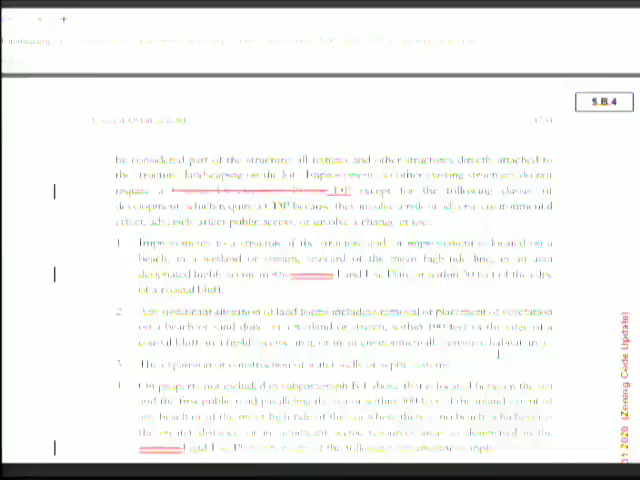 5.B.4
be considered part of the structure all fixtures and other structures directly attached to
the structure landscaping on the lot. Improvements to other existing structures do not
require a CDP except for the following classes of
development, which require a CDP because they involve a risk of adverse environmental
effect, adversely affect public access, or involve a change in use:
1. Improvements to a structure if the structure and/or improvement is located on a
beach, in a wetland or stream, seaward of the mean high tide line, in an area
designated highly scenic in the Land Use Plan, or within 50 feet of the edge
of a coastal bluff.
2. Any significant alteration of land forms including removal or placement of vegetation
on a beach or sand dune in a wetland or stream, within 100 feet of the edge of a
coastal bluff in a highly scenic area, or in an environmentally sensitive habitat area.
3. The expansion or construction of water wells or septic systems
On property not included in subparagraph B.1 above that is located between the sea
and the first public road paralleling the sea or within 300 feet of the inland extent of
any beach or of the mean high tide of the sea where there is no beach, whichever is
the greater distance, or in significant scenic resources areas as designated in the
Land Use Plan
of the following
2020 (Zoning Code Update)